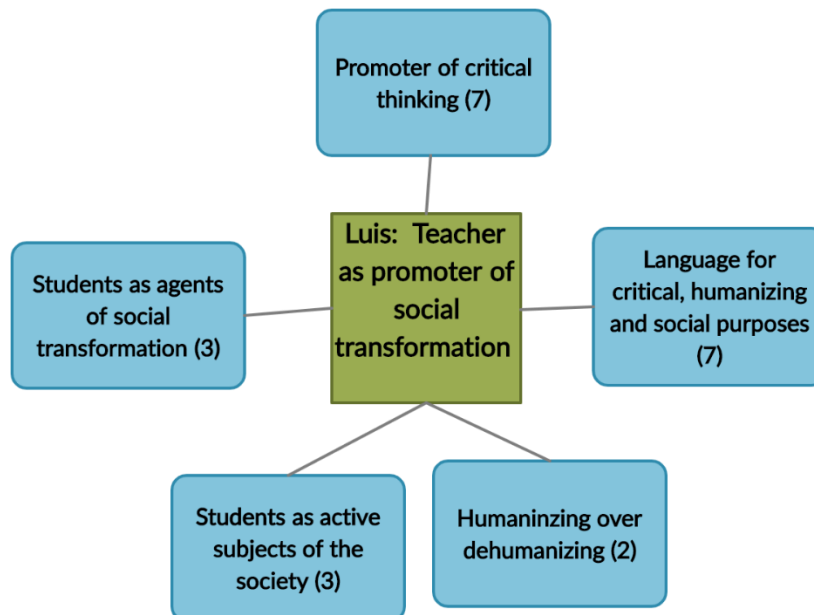 Promoter of critical
thinking (7)
Luis: Teacher
as promoter of
social
transformation
Language for
critical, humanizing
and social purposes
(7)
Students as agents
of social
transformation (3)
Students as active
subjects of the
society (3)
Humaninzing over
dehumanizing (2)